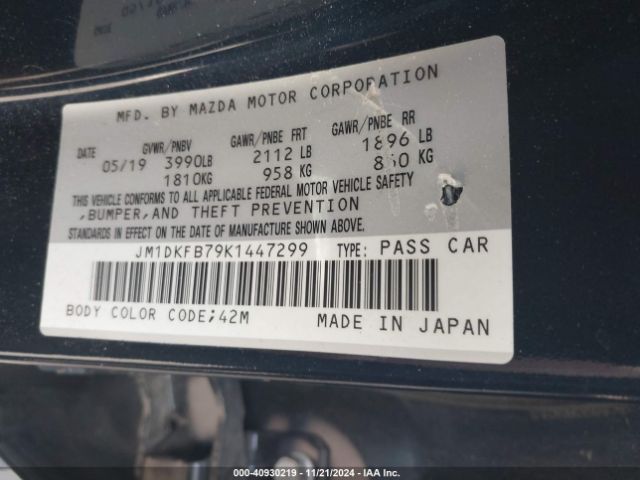 MFD. BY MAZDA MOTOR CORPORATION
DATE GVWR/PNBV GAWR/PNBE FRT GAWR/PNBE RR
05/19 3990LB 2112 LB 1896 LB
1810KG 958 KG 860 KG
THIS VEHICLE CONFORMS TO ALL APPLICABLE FEDERAL MOTOR VEHICLE SAFETY
,BUMPER,AND THEFT PREVENTION
STANDARDS IN EFFECT ON THE DATE OF MANUFACTURE SHOWN ABOVE.
JM1DKFB79K1447299 TYPE: PASS CAR
BODY COLOR CODE;42M MADE IN JAPAN
000-40930219 - 11/21/2024 - IAA Inc.